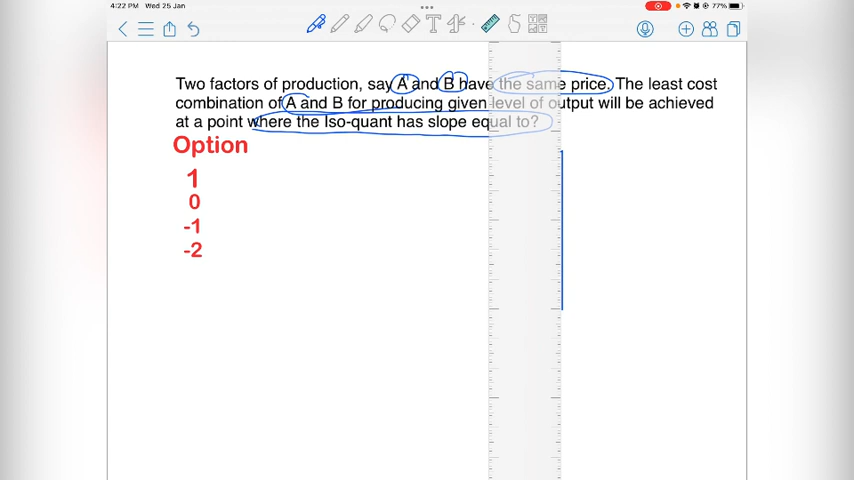 4:22 PM Wed 25 Jan
77%
Two factors of production, say A and B have the same price. The least cost
combination of A and B for producing given level of output will be achieved
at a point where the Iso-quant has slope equal to?
Option
1
0
-1
-2